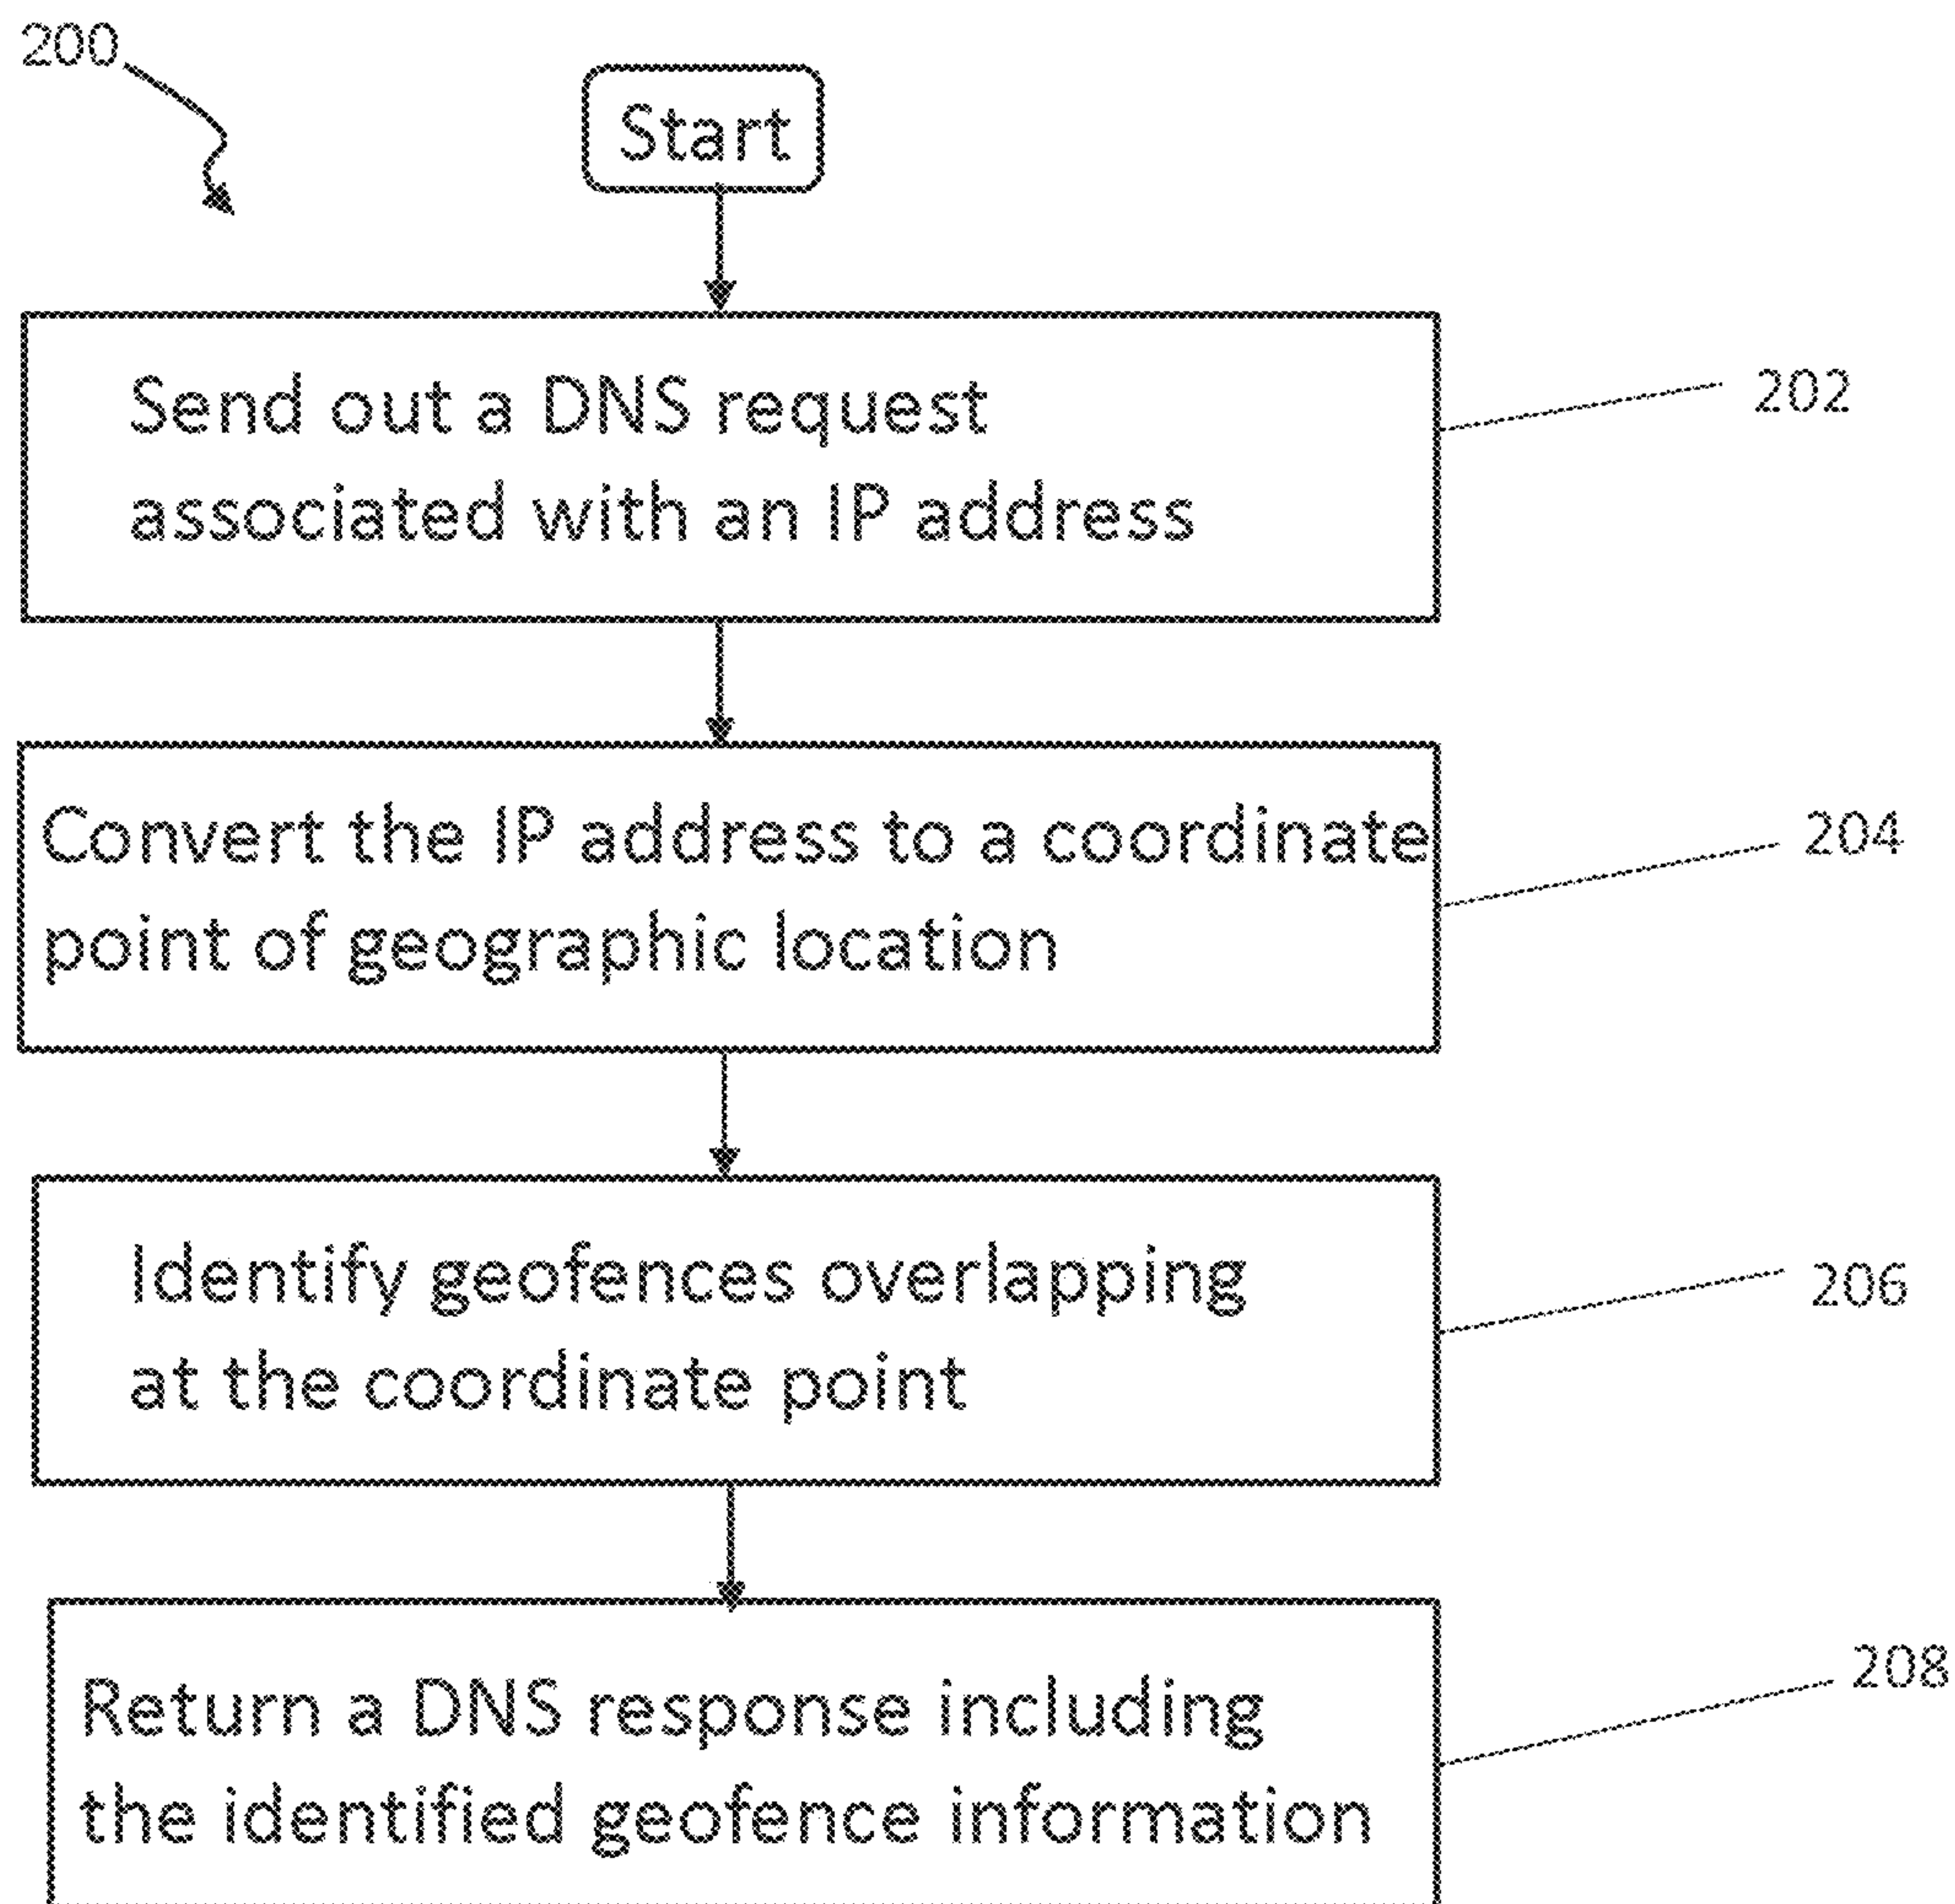 200
Start
Send out a DNS request
associated with an IP address
202
Convert the IP address to a coordinate
point of geographic location
204
Identify geofences overlapping
at the coordinate point
206
Return a DNS response including
the identified geofence information
208